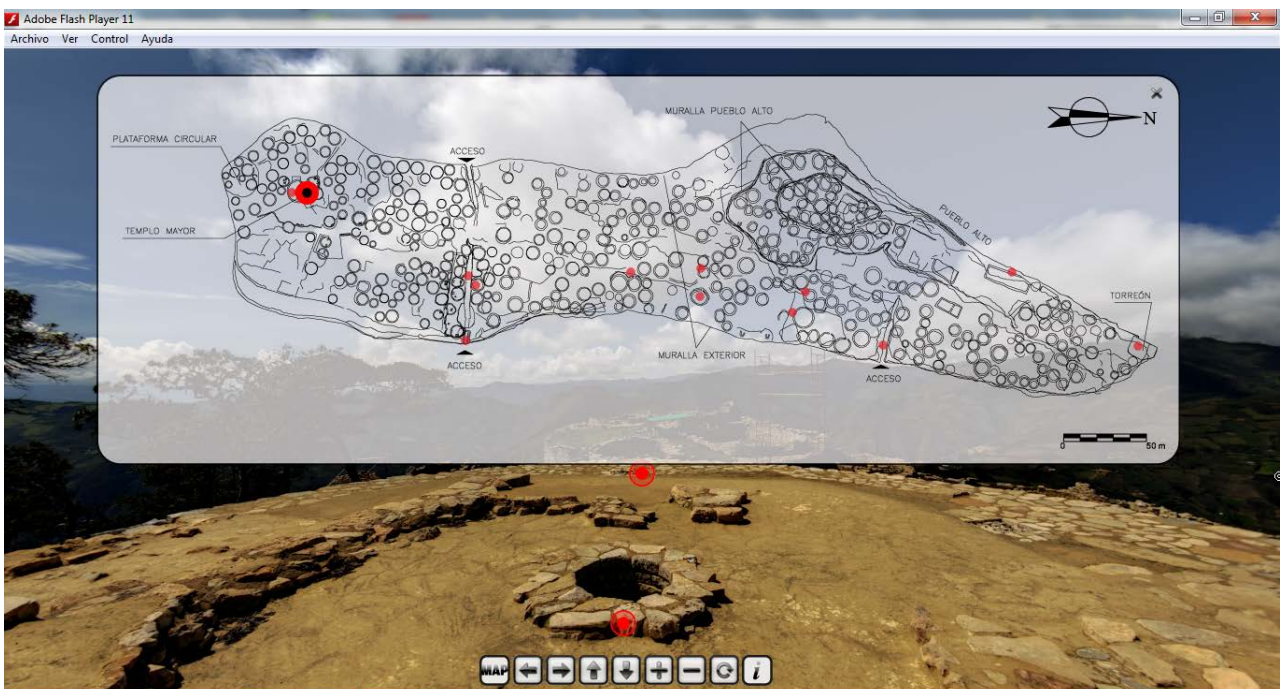 Adobe Flash Player 11
Archivo Ver Control Ayuda
MURALLA PUEBLO ALTO
N
PLATAFORMA CIRCULAR
ACCESO
TEMPLO MAYOR
PUEBLO ALTO
TORREÓN
MURALLA EXTERIOR
ACCESO
ACCESO
0 50 m
MAP
i